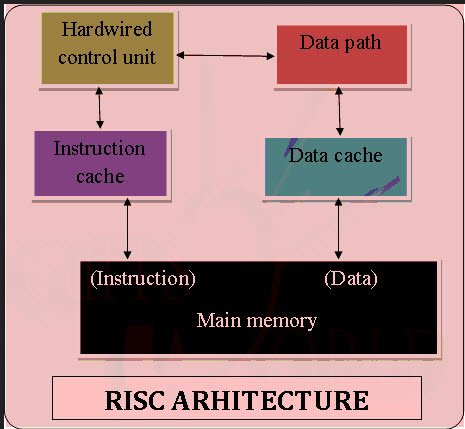 Hardwired
control unit
Data path
Instruction
cache
Data cache
(Instruction)
(Data)
Main memory
RISC ARHITECTURE